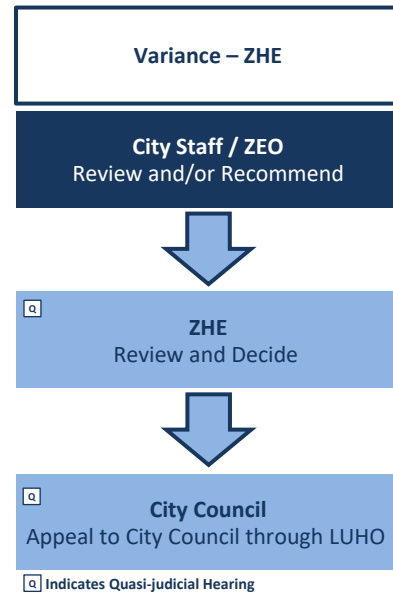 Variance – ZHE
City Staff / ZEO
Review and/or Recommend
Q
ZHE
Review and Decide
Q
City Council
Appeal to City Council through LUHO
Q Indicates Quasi-judicial Hearing